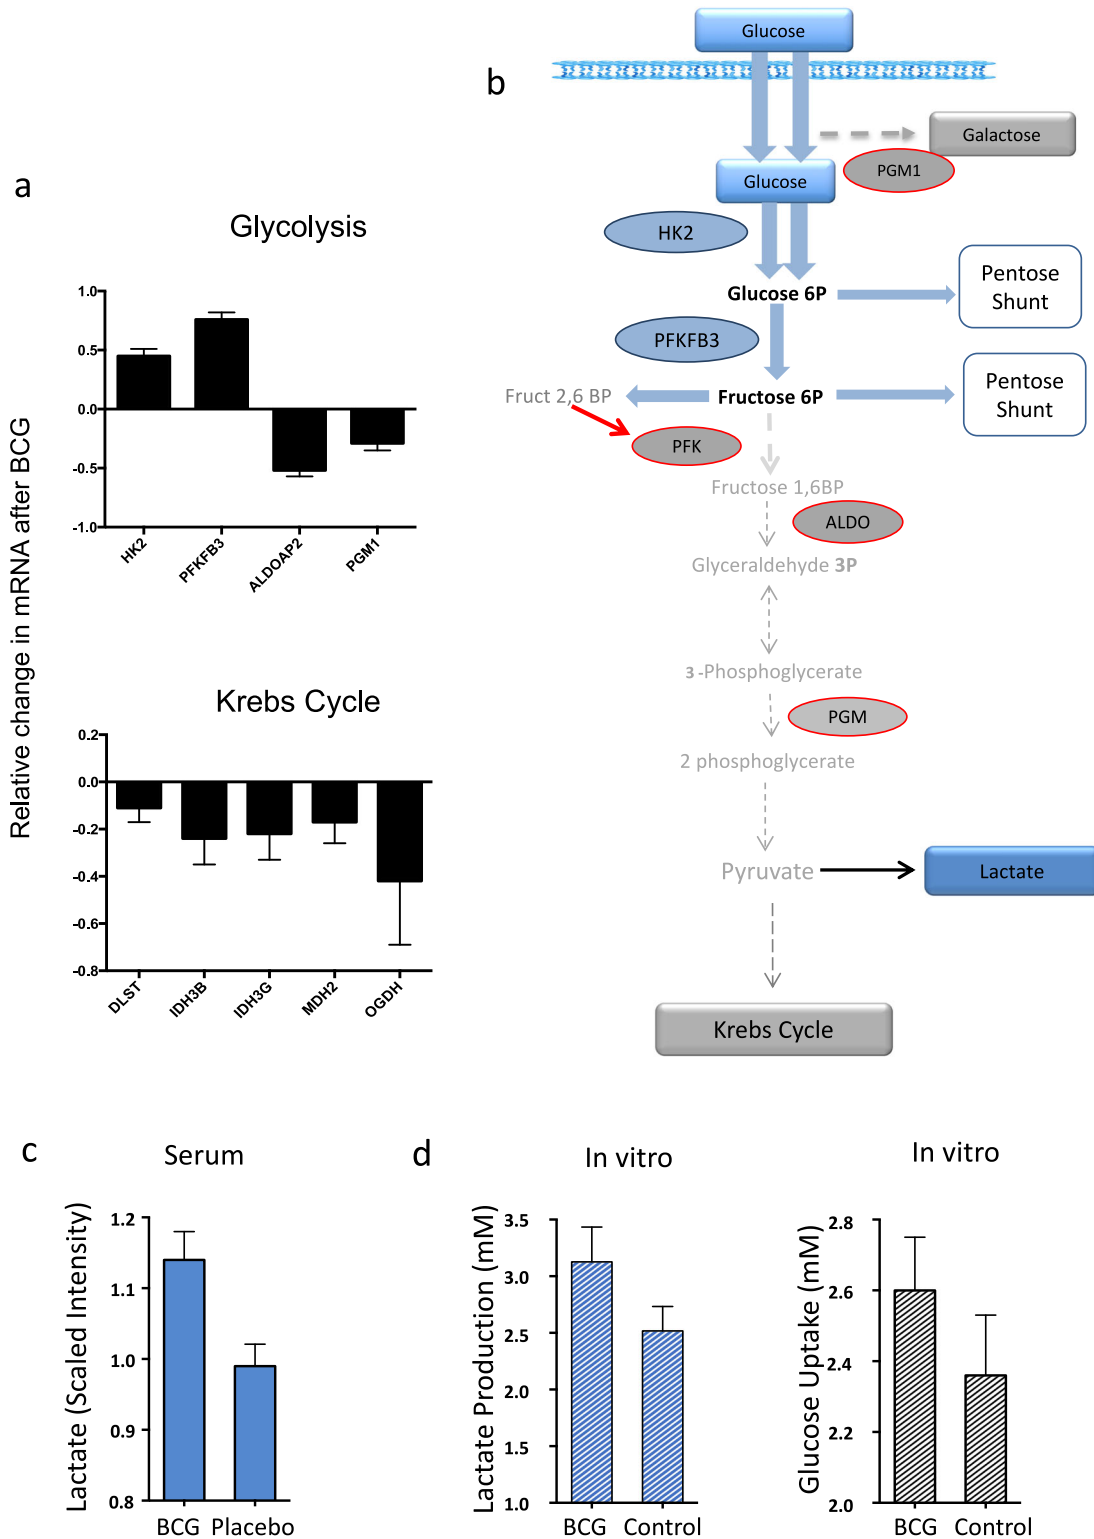 a
Glycolysis
Relative change in mRNA after BCG
1.0
0.5
0.0
-0.5
-1.0
HK2
PFKFB3
ALDOAP2
PGM1
Krebs Cycle
0.2
0.0
-0.2
-0.4
-0.6
-0.8
DLST
IDH3B
IDH3G
MDH2
OGDH
b
Glucose
Galactose
PGM1
Glucose
HK2
Glucose 6P
Pentose
Shunt
PFKFB3
Fruct 2,6 BP
Fructose 6P
Pentose
Shunt
PFK
Fructose 1,6BP
ALDO
Glyceraldehyde 3P
3-Phosphoglycerate
PGM
2 phosphoglycerate
Pyruvate
Lactate
Krebs Cycle
c
Serum
Lactate (Scaled Intensity)
1.2
1.1
1.0
0.9
0.8
BCG Placebo
d
In vitro
Lactate Production (mM)
3.5
3.0
2.5
2.0
1.5
1.0
BCG Control
In vitro
Glucose Uptake (mM)
2.8
2.6
2.4
2.2
2.0
BCG Control